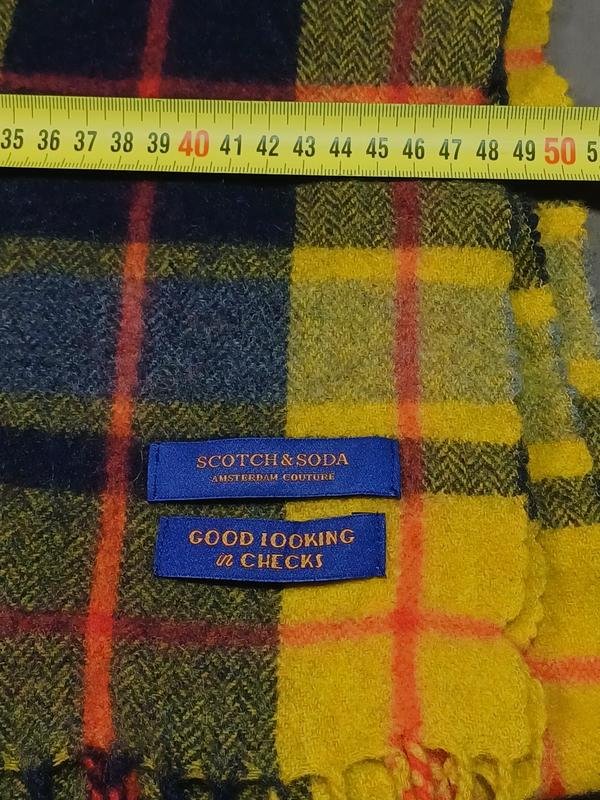 35 36 37 38 39 40 41 42 43 44 45 46 47 48 49 50 5
SCOTCH & SODA
AMSTERDAM COUTURE
GOOD LOOKING
in CHECKS